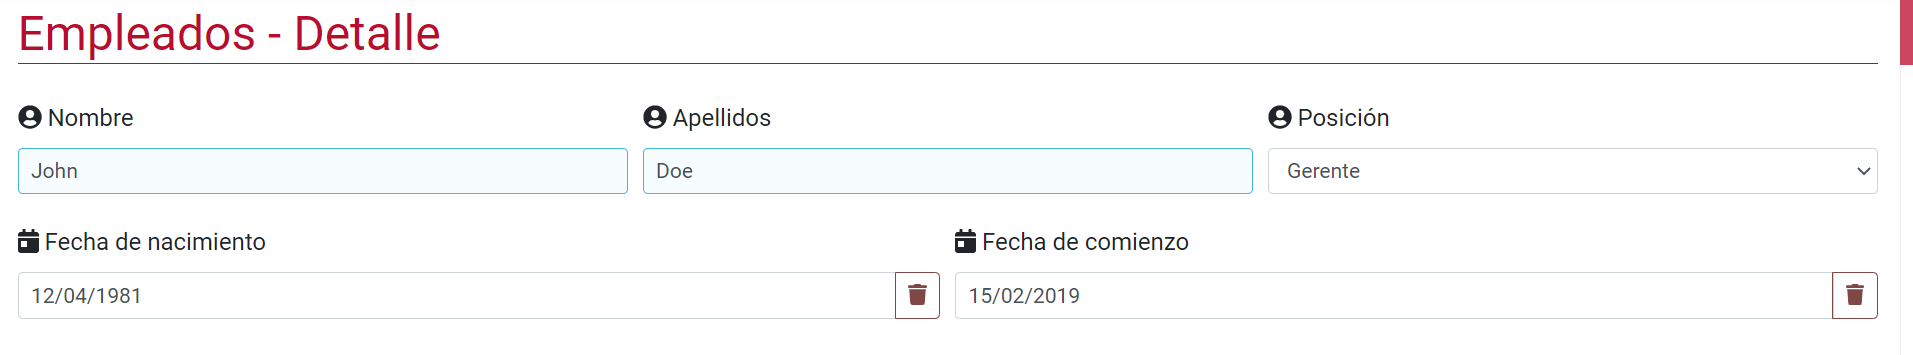 Empleados - Detalle
Nombre Apellidos Posición
John Doe Gerente
Fecha de nacimiento Fecha de comienzo
12/04/1981 15/02/2019